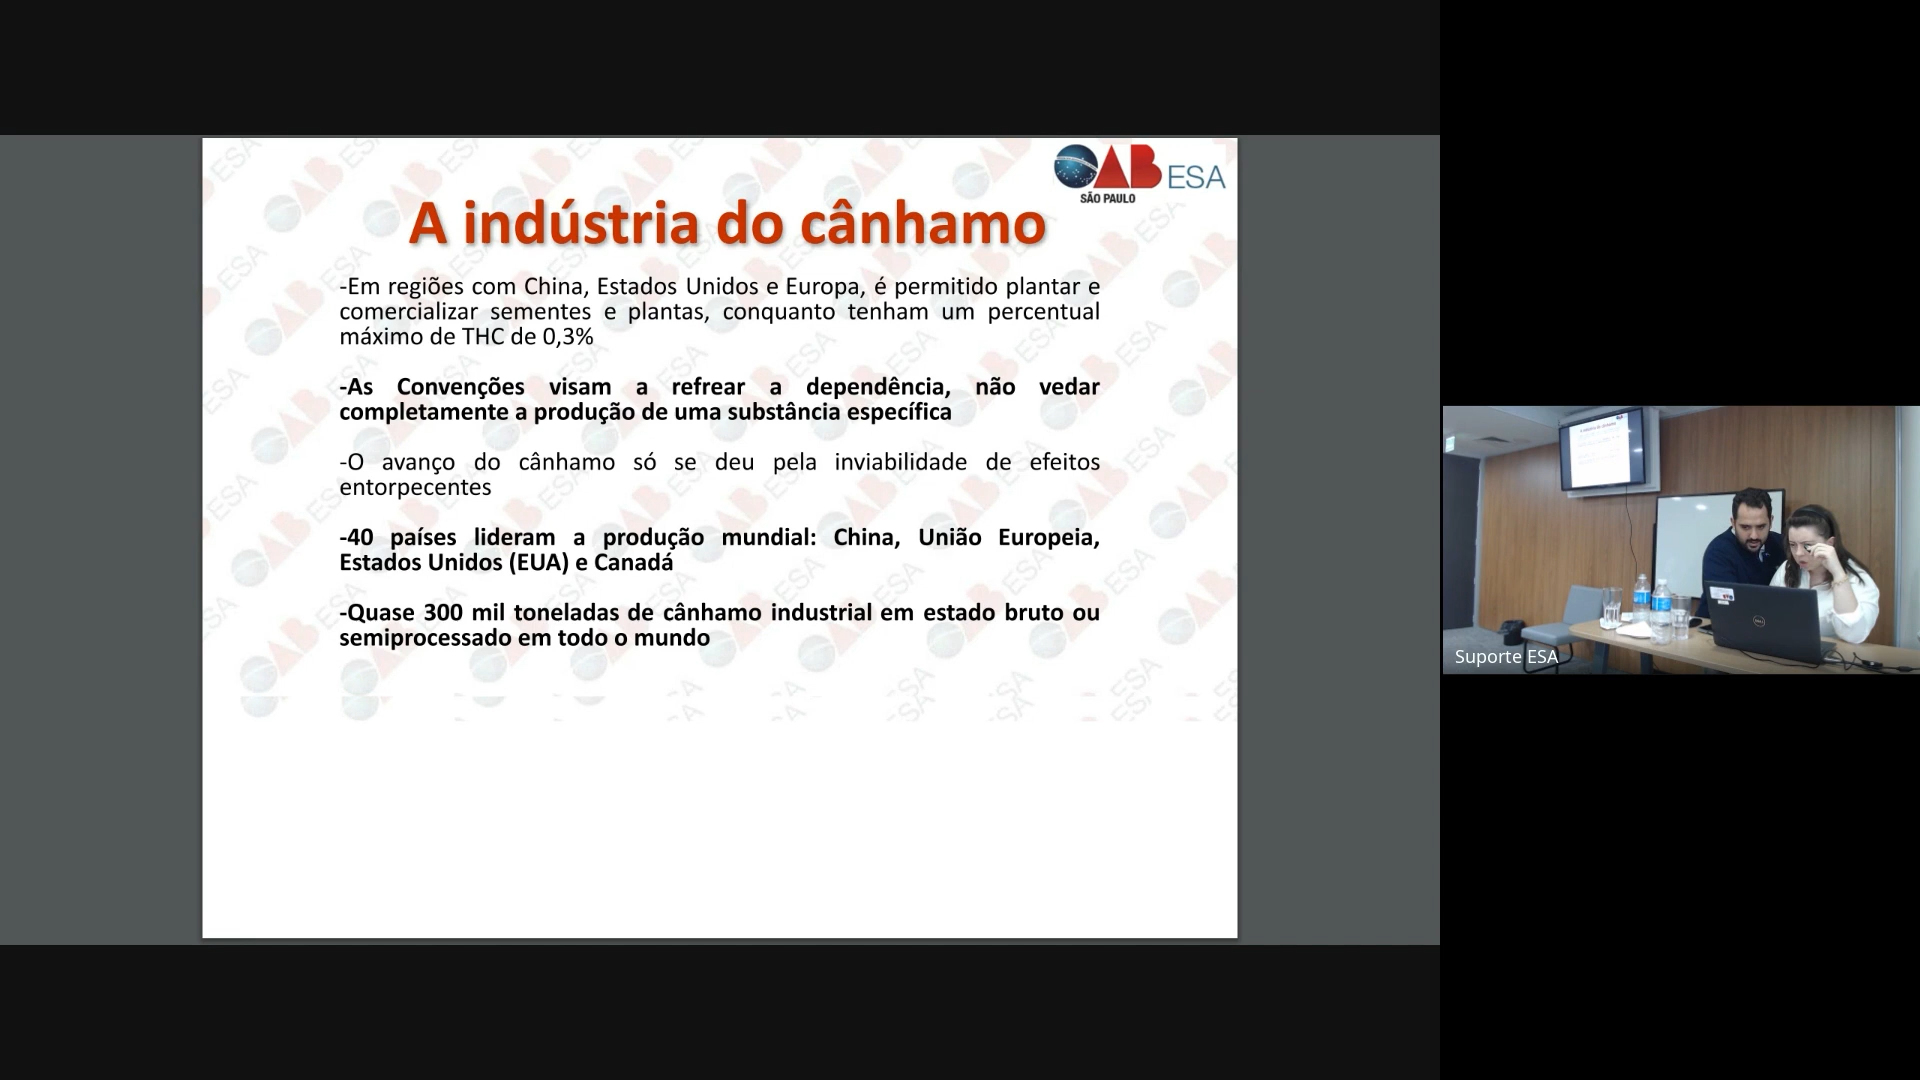 OAB ESA
SÃO PAULO
A indústria do cânhamo
-Em regiões com China, Estados Unidos e Europa, é permitido plantar e
comercializar sementes e plantas, conquanto tenham um percentual
máximo de THC de 0,3%
-As Convenções visam a refrear a dependência, não vedar
completamente a produção de uma substância específica
-O avanço do cânhamo só se deu pela inviabilidade de efeitos
entorpecentes
-40 países lideram a produção mundial: China, União Europeia,
Estados Unidos (EUA) e Canadá
-Quase 300 mil toneladas de cânhamo industrial em estado bruto ou
semiprocessado em todo o mundo
Suporte ESA